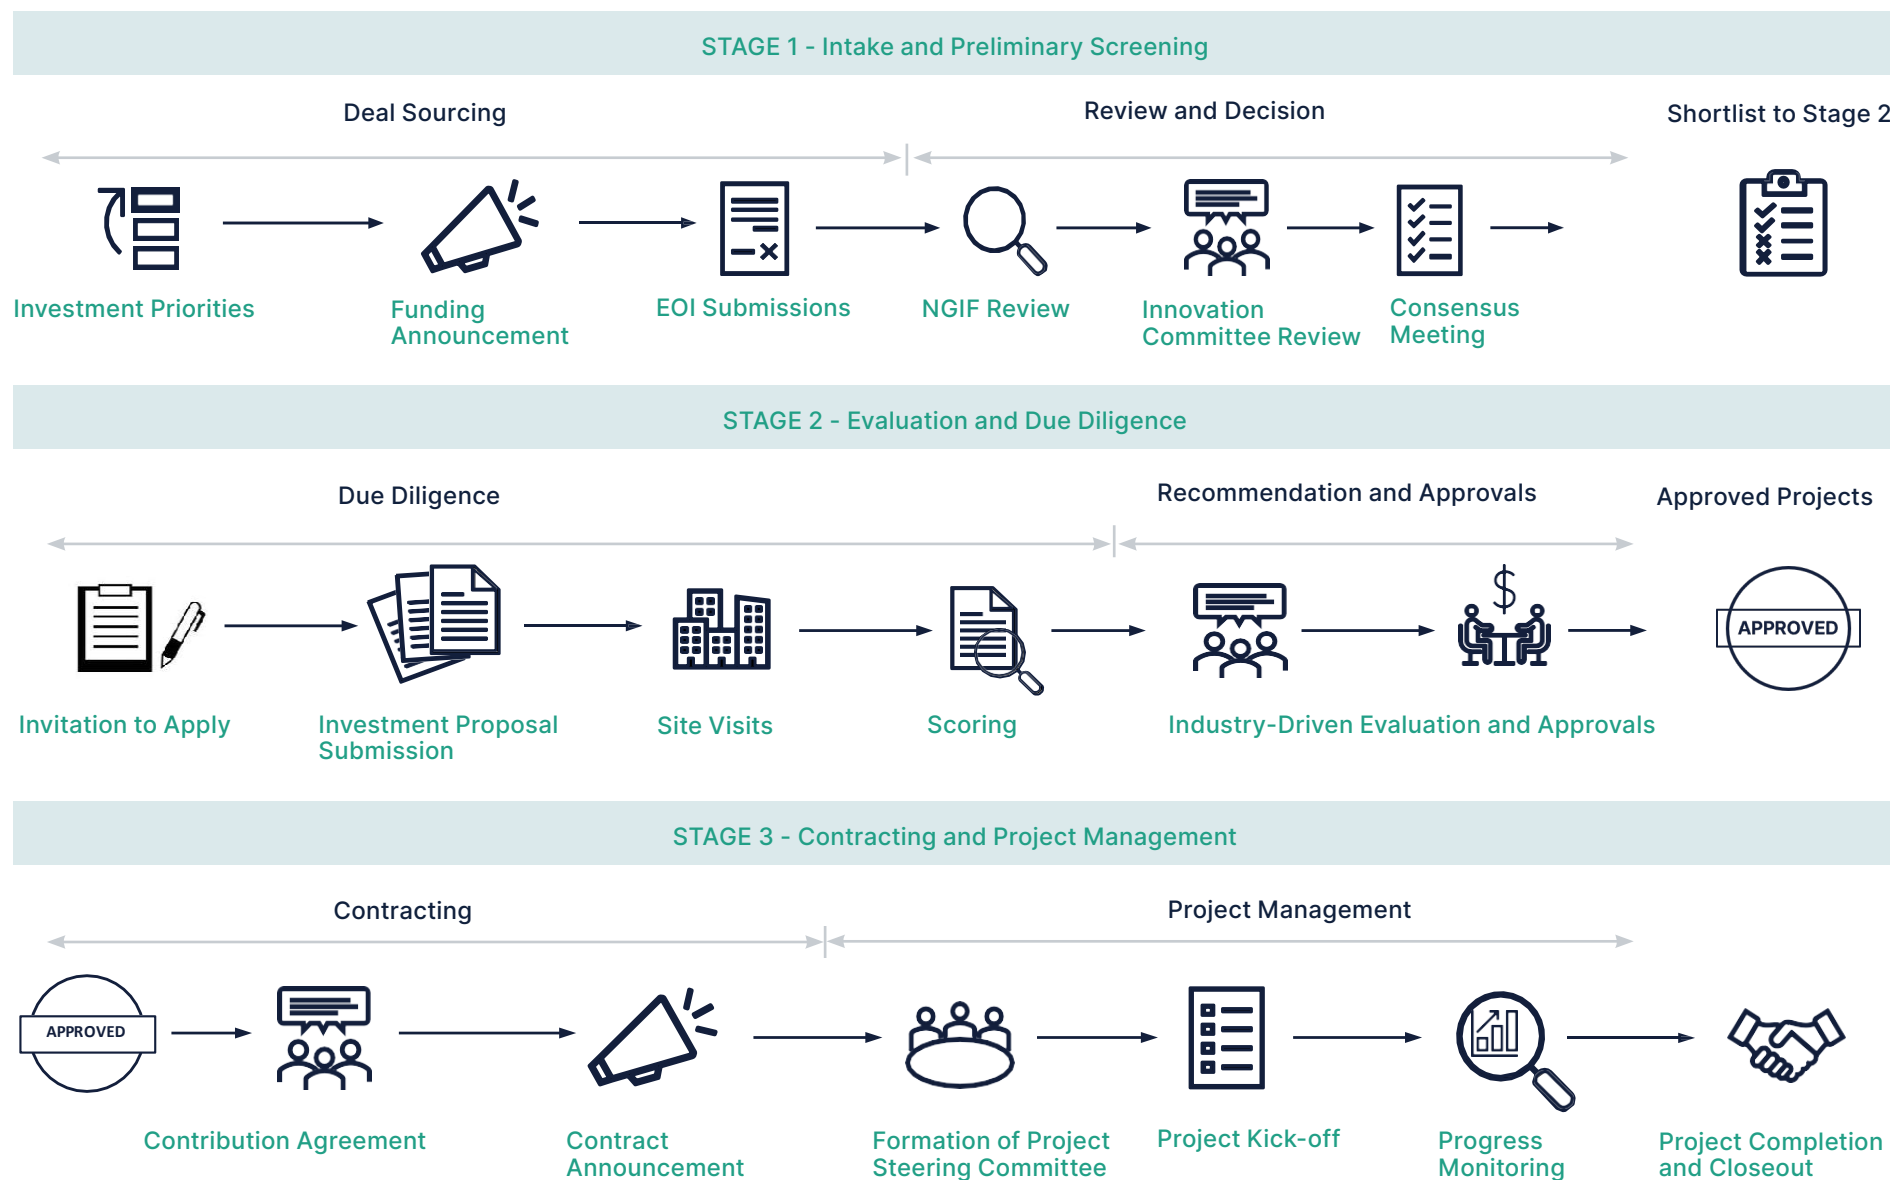 STAGE 1 - Intake and Preliminary Screening
Deal Sourcing
Review and Decision
Shortlist to Stage 2
Investment Priorities
Funding
Announcement
EOI Submissions
NGIF Review
Innovation
Committee Review
Consensus
Meeting
STAGE 2 - Evaluation and Due Diligence
Due Diligence
Recommendation and Approvals
Approved Projects
$
APPROVED
Invitation to Apply
Investment Proposal
Submission
Site Visits
Scoring
Industry-Driven Evaluation and Approvals
STAGE 3 - Contracting and Project Management
Contracting
Project Management
APPROVED
Contribution Agreement
Contract
Announcement
Formation of Project
Steering Committee
Project Kick-off
Progress
Monitoring
Project Completion
and Closeout